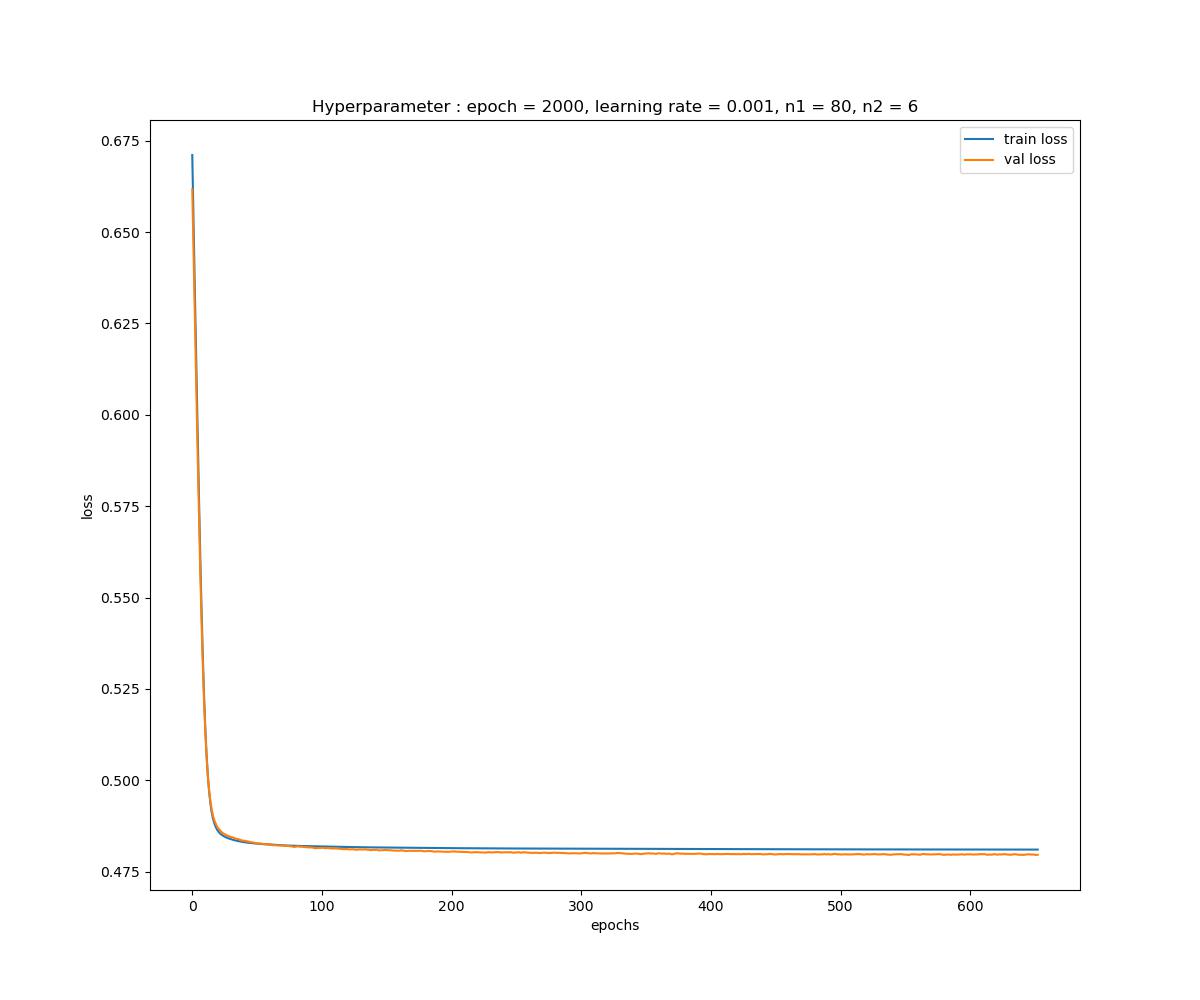 Hyperparameter : epoch = 2000, learning rate = 0.001, n1 = 80, n2 = 6
train loss
val loss
0.675
0.650
0.625
0.600
0.575
0.550
0.525
0.500
0.475
loss
0 100 200 300 400 500 600
epochs